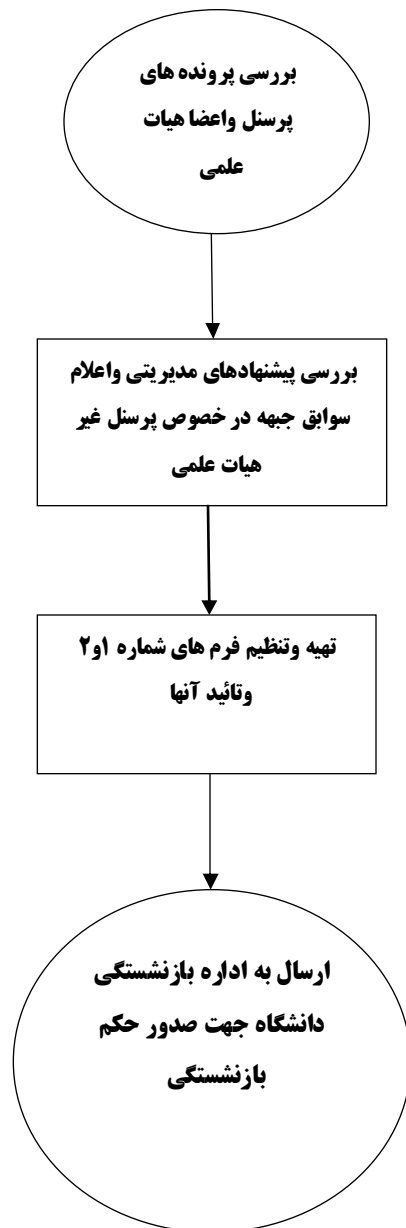 بررسی پرونده های
پرسنل واعضا هیات
علمی
بررسی پیشنهادهای مدیریتی واعلام
سوابق جبهه در خصوص پرسنل غیر
هیات علمی
تهیه وتنظیم فرم های شماره ۱و۲
وتائید آنها
ارسال به اداره بازنشستگی
دانشگاه جهت صدور حکم
بازنشستگی